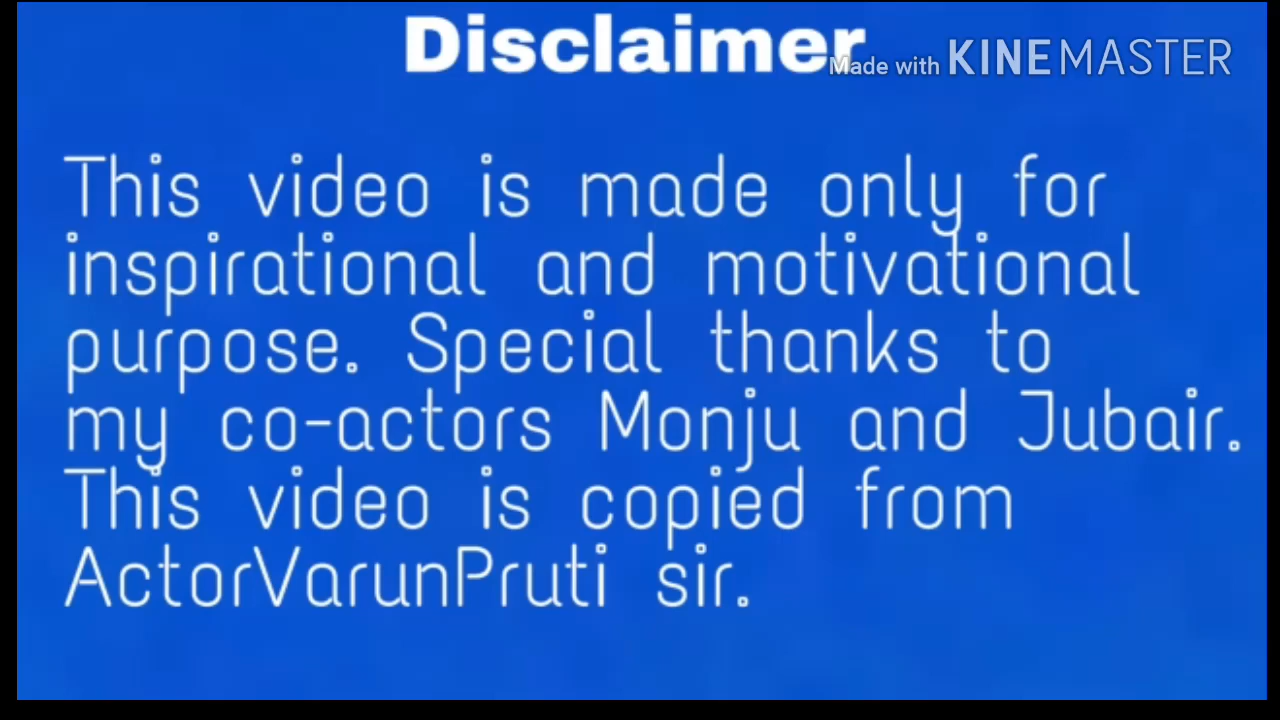 Disclaimer
Made with KINEMASTER
This video is made only for
inspirational and motivational
purpose. Special thanks to
my co-actors Monju and Jubair.
This video is copied from
ActorVarunPruti sir.